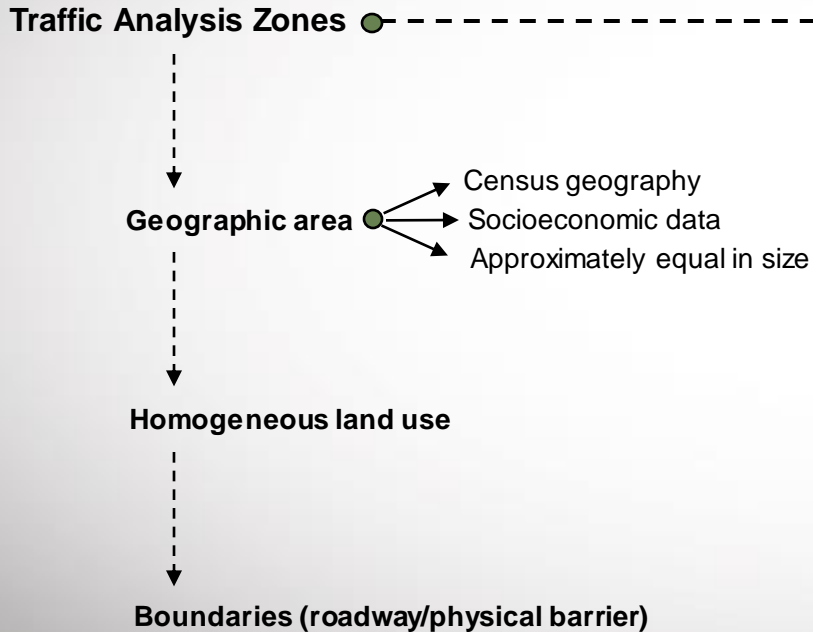 Traffic Analysis Zones
Census geography
Geographic area
Socioeconomic data
Approximately equal in size
Homogeneous land use
Boundaries (roadway/physical barrier)